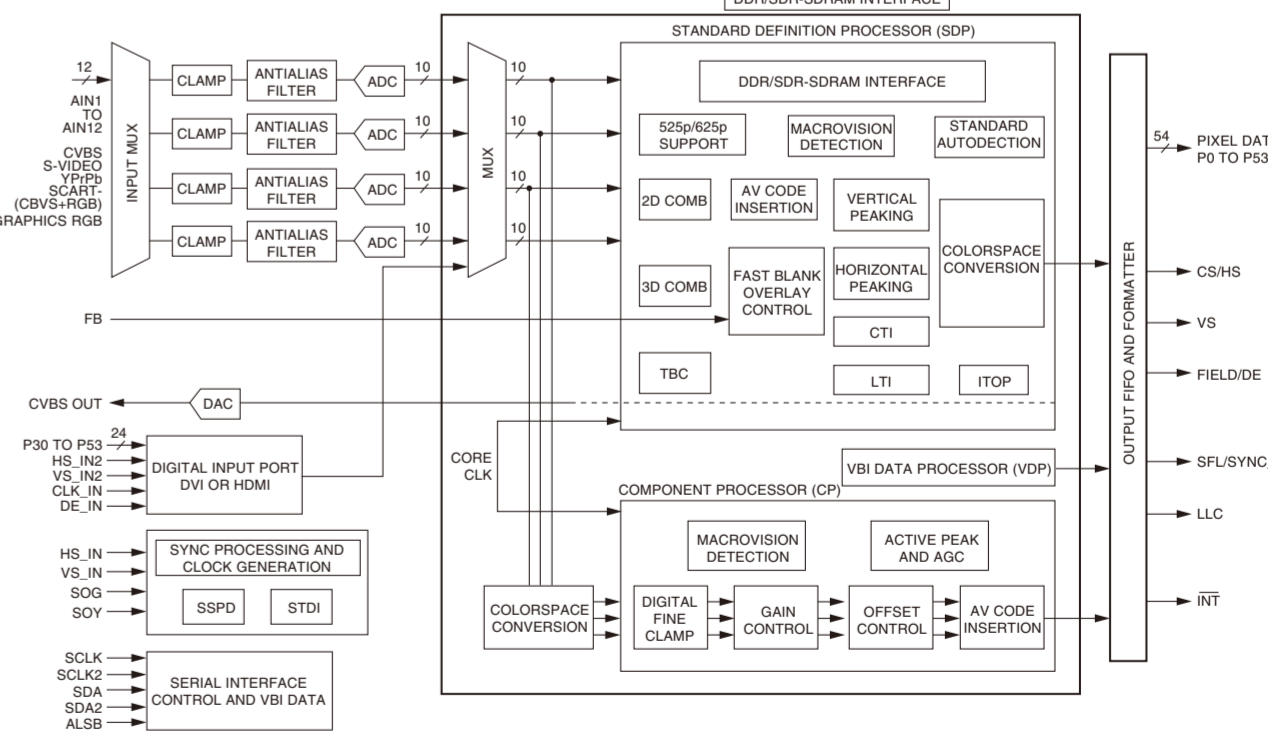 DDR/SDR-SDRAM INTERFACE
STANDARD DEFINITION PROCESSOR (SDP)
12
AIN1
TO
AIN12
CVBS
S-VIDEO
YPrPb
SCART-
(CBVS+RGB)
GRAPHICS RGB
INPUT MUX
CLAMP
ANTIALIAS
FILTER
ADC
10
CLAMP
ANTIALIAS
FILTER
ADC
10
CLAMP
ANTIALIAS
FILTER
ADC
10
CLAMP
ANTIALIAS
FILTER
ADC
10
MUX
10
10
10
10
DDR/SDR-SDRAM INTERFACE
525p/625p
SUPPORT
MACROVISION
DETECTION
STANDARD
AUTODECTION
2D COMB
AV CODE
INSERTION
VERTICAL
PEAKING
COLORSPACE
CONVERSION
3D COMB
FAST BLANK
OVERLAY
CONTROL
HORIZONTAL
PEAKING
CTI
TBC
LTI
ITOP
FB
CVBS OUT
DAC
24
P30 TO P53
HS_IN2
VS_IN2
CLK_IN
DE_IN
DIGITAL INPUT PORT
DVI OR HDMI
CORE
CLK
VBI DATA PROCESSOR (VDP)
COMPONENT PROCESSOR (CP)
MACROVISION
DETECTION
ACTIVE PEAK
AND AGC
HS_IN
VS_IN
SOG
SOY
SYNC PROCESSING AND
CLOCK GENERATION
SSPD
STDI
COLORSPACE
CONVERSION
DIGITAL
FINE
CLAMP
GAIN
CONTROL
OFFSET
CONTROL
AV CODE
INSERTION
SCLK
SCLK2
SDA
SDA2
ALSB
SERIAL INTERFACE
CONTROL AND VBI DATA
OUTPUT FIFO AND FORMATTER
54
PIXEL DAT
P0 TO P53
CS/HS
VS
FIELD/DE
SFL/SYNC_
LLC
INT